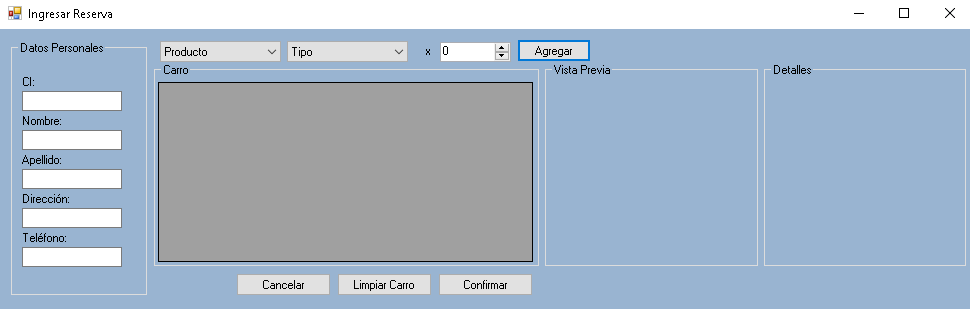 Ingresar Reserva
Datos Personales
Producto
Tipo
x
0
Agregar
Carro
Vista Previa
Detalles
CI:
Nombre:
Apellido:
Dirección:
Teléfono:
Cancelar
Limpiar Carro
Confirmar